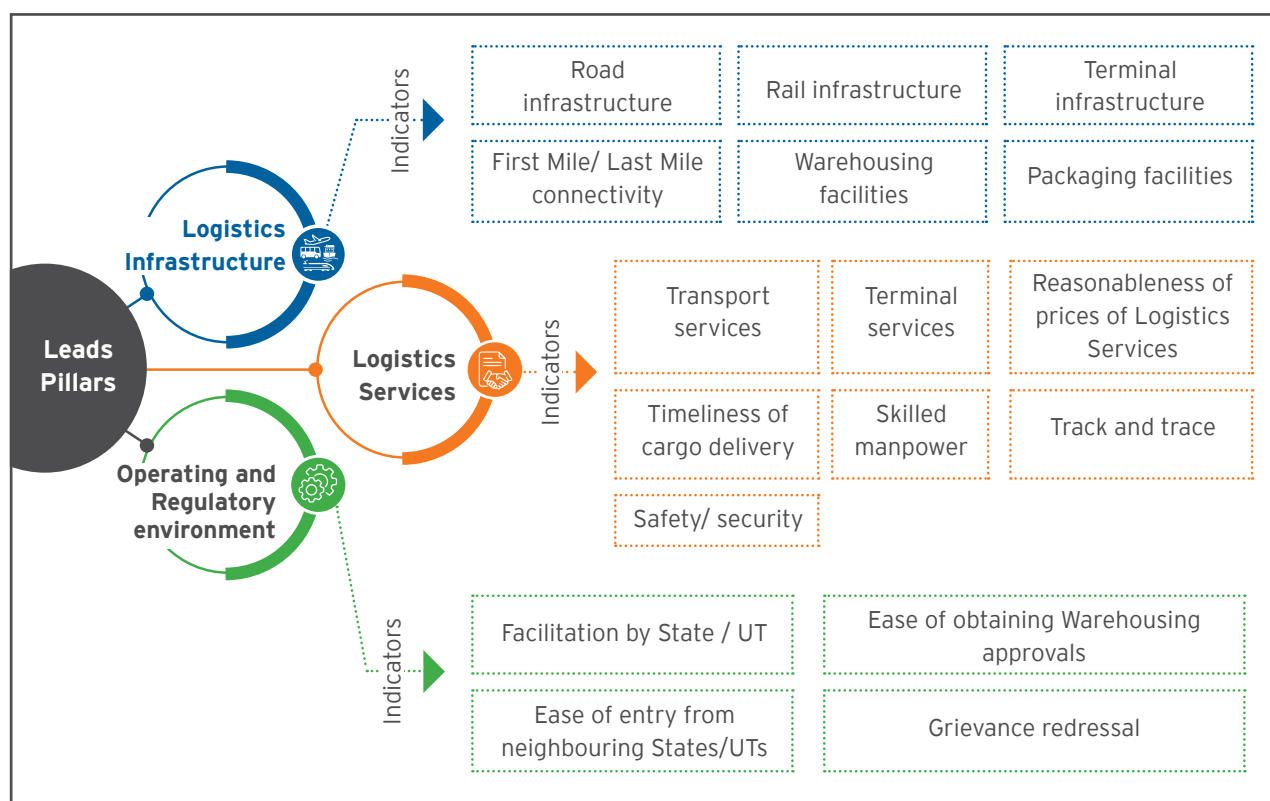 Leads
Pillars
Logistics
Infrastructure
Indicators
Road
infrastructure
Rail infrastructure
Terminal
infrastructure
First Mile/ Last Mile
connectivity
Warehousing
facilities
Packaging facilities
Logistics
Services
Indicators
Transport
services
Terminal
services
Reasonableness of
prices of Logistics
Services
Timeliness of
cargo delivery
Skilled
manpower
Track and trace
Safety/ security
Operating and
Regulatory
environment
Indicators
Facilitation by State / UT
Ease of obtaining Warehousing
approvals
Ease of entry from
neighbouring States/UTs
Grievance redressal